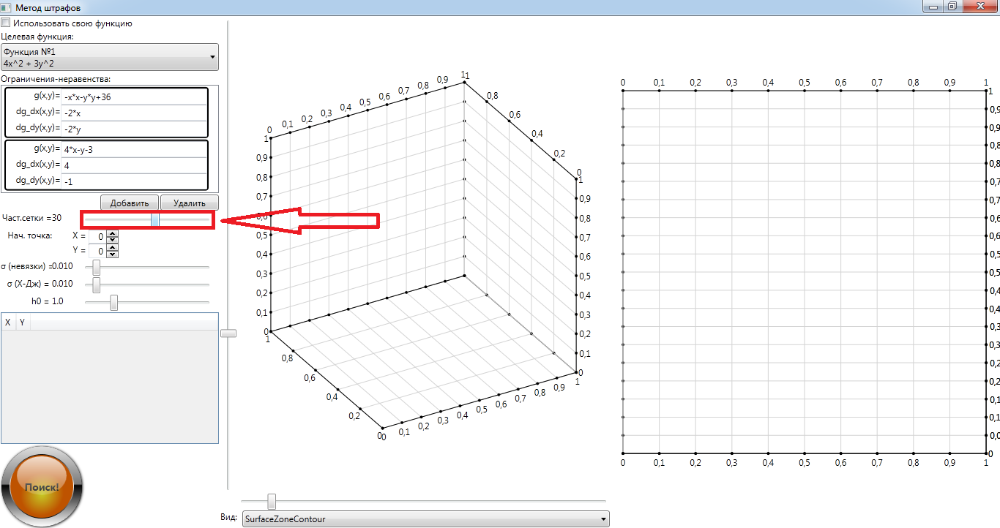 Метод штрафов
Использовать свою функцию
Целевая функция:
Функция №1
4x^2 + 3y^2
Ограничения-неравенства:
g(x,y)= -x*x-y*y+36
dg_dx(x,y)= -2*x
dg_dy(x,y)= -2*y
g(x,y)= 4*x-y-3
dg_dx(x,y)= 4
dg_dy(x,y)= -1
Добавить Удалить
Част.сетки =30
Нач. точка: X = 0
Y = 0
σ (невязки) =0.010
σ (Х-Дж) = 0.010
h0 = 1.0
X Y
Поиск!
0 0,1 0,2 0,3 0,4 0,5 0,6 0,7 0,8 0,9 1
1 0,8 0,6 0,4 0,2 0
1
0,9
0,8
0,7
0,6
0,5
0,4
0,3
0,2
0,1
0
1
0,9
0,8
0,7
0,6
0,5
0,4
0,3
0,2
0,1
0
1 0,8 0,6 0,4 0,2 0
0 0,1 0,2 0,3 0,4 0,5 0,6 0,7 0,8 0,9 1
Вид: SurfaceZoneContour
0 0,1 0,2 0,3 0,4 0,5 0,6 0,7 0,8 0,9 1
1
0,9
0,9
0,8
0,8
0,7
0,7
0,6
0,6
0,5
0,5
0,4
0,4
0,3
0,3
0,2
0,2
0,1
0,1
0,0
0
0 0,1 0,2 0,3 0,4 0,5 0,6 0,7 0,8 0,9 1